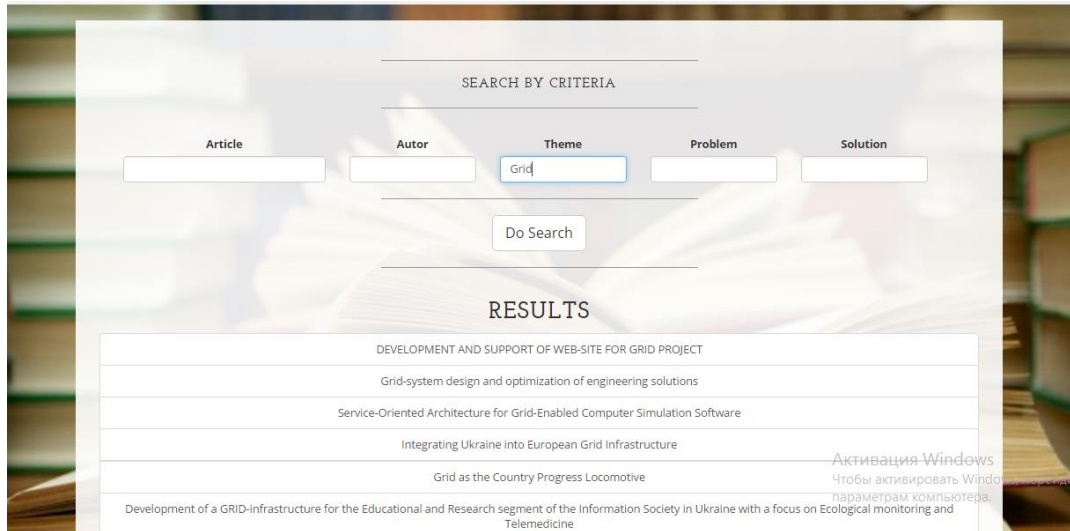 SEARCH BY CRITERIA
Article Autor Theme Problem Solution
Grid
Do Search
RESULTS
DEVELOPMENT AND SUPPORT OF WEB-SITE FOR GRID PROJECT
Grid-system design and optimization of engineering solutions
Service-Oriented Architecture for Grid-Enabled Computer Simulation Software
Integrating Ukraine into European Grid Infrastructure
Grid as the Country Progress Locomotive
Активация Windows
Чтобы активировать Windows,
параметрам компьютера.
Development of a GRID-infrastructure for the Educational and Research segment of the Information Society in Ukraine with a focus on Ecological monitoring and
Telemedicine